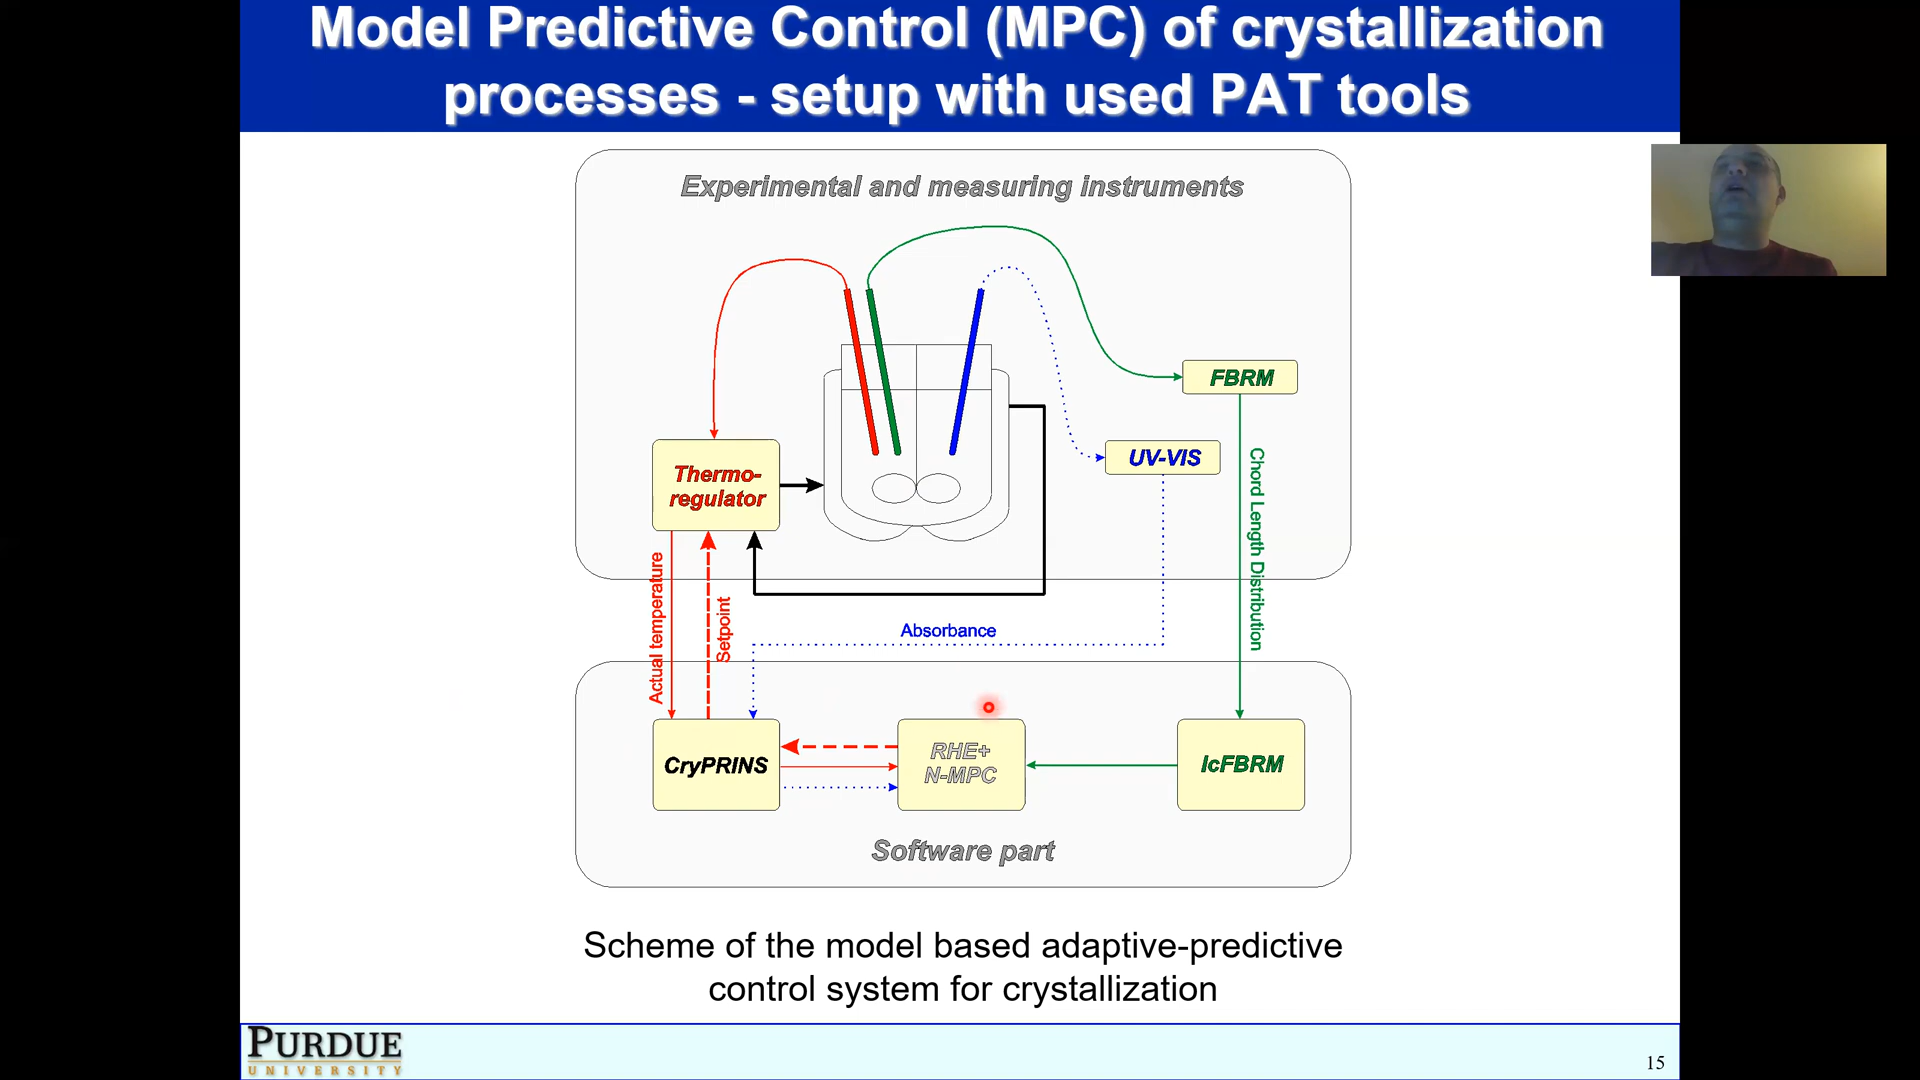 Model Predictive Control (MPC) of crystallization
processes - setup with used PAT tools
Experimental and measuring instruments
FBRM
UV-VIS
Thermo-
regulator
Chord Length Distribution
Actual temperature
Setpoint
Absorbance
CryPRINS
RHE+
N-MPC
IcFBRM
Software part
Scheme of the model based adaptive-predictive
control system for crystallization
PURDUE
UNIVERSITY
15